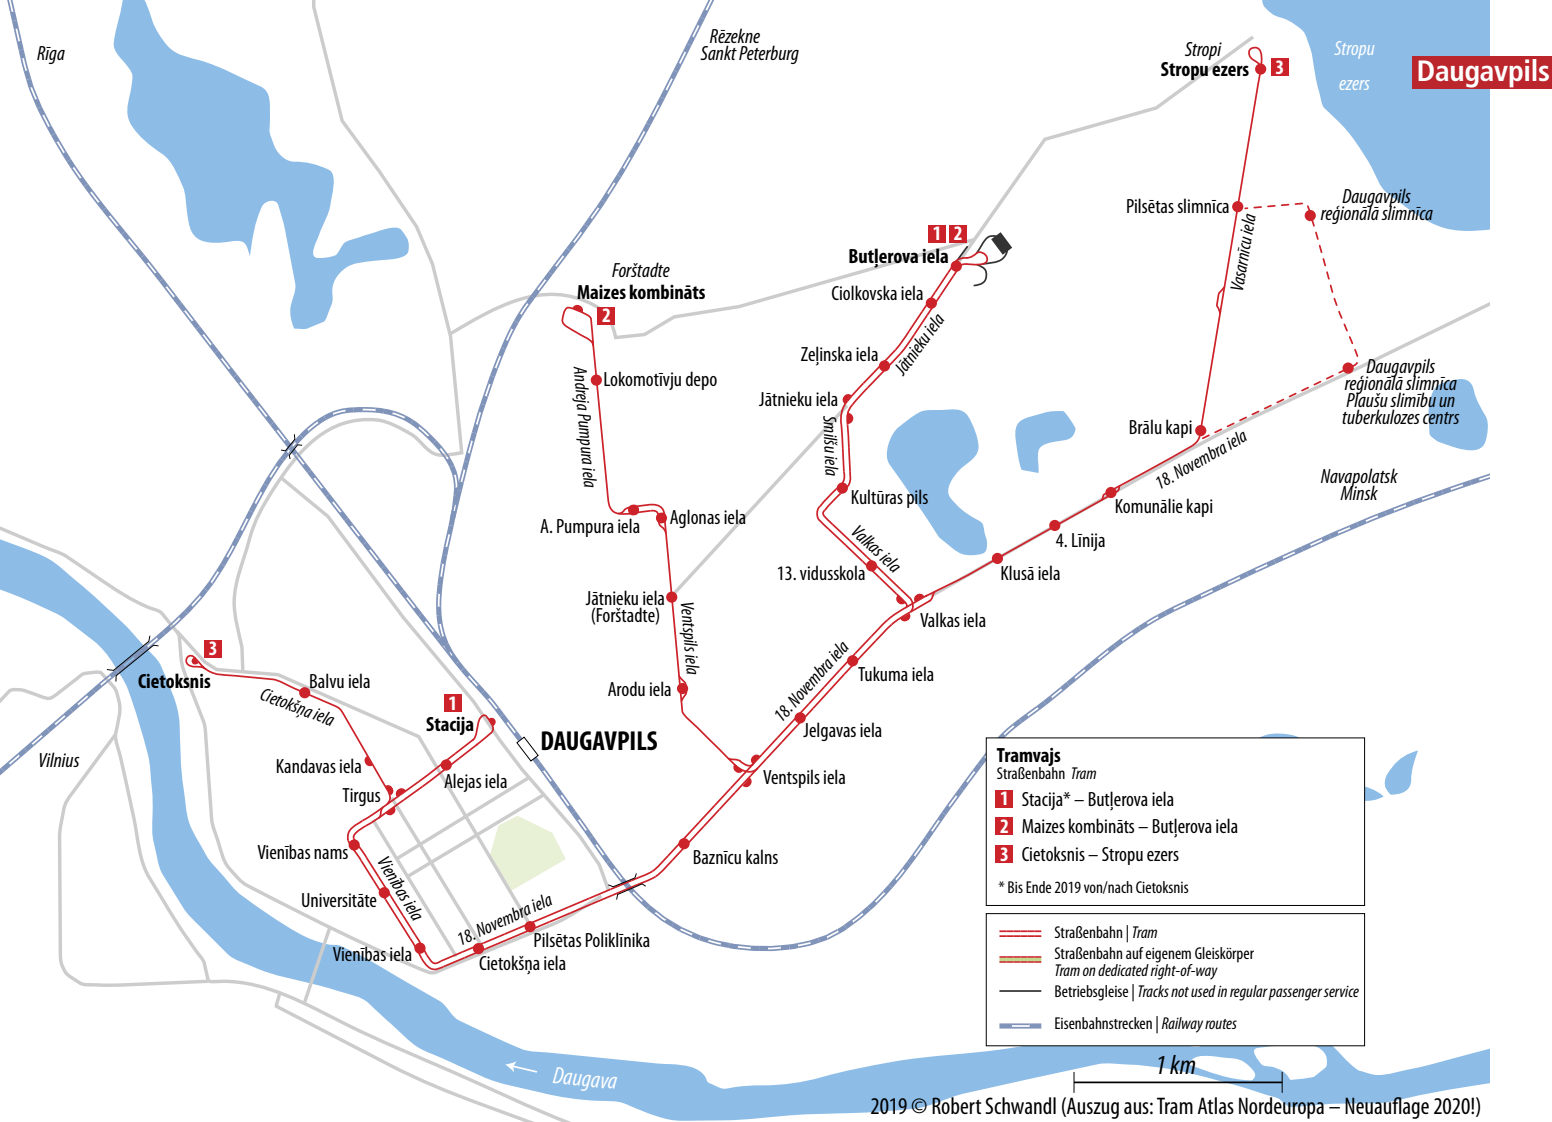 Rīga
Rēzekne
Sankt Peterburg
Stropi
Stropu ezers
3
Stropu
ezers
Daugavpils
Pilsētas slimnīca
Daugavpils
reģionālā slimnīca
Vasarnīcu iela
1 2
Butļerova iela
Ciolkovska iela
Forštadte
Maizes kombināts
2
Zeļinska iela
Jātnieku iela
Lokomotīvju depo
Andreja Pumpura iela
Jātnieku iela
Smilšu iela
Daugavpils
reģionālā slimnīca
Plaušu slimību un
tuberkulozes centrs
Brālu kapi
18. Novembra iela
Navapolatsk
Minsk
Kultūras pils
Komunālie kapi
A. Pumpura iela
Aglonas iela
Valkas iela
4. Līnija
13. vidusskola
Klusā iela
Jātnieku iela
(Forštadte)
Ventspils iela
Valkas iela
3
Cietoksnis
Balvu iela
Cietokšņa iela
1
Stacija
Arodu iela
18. Novembra iela
Tukuma iela
Jelgavas iela
DAUGAVPILS
Vilnius
Kandavas iela
Alejas iela
Tirgus
Ventspils iela
Vienības nams
Vienības iela
Baznīcu kalns
Universitāte
18. Novembra iela
Vienības iela
Pilsētas Poliklīnika
Cietokšņa iela
Tramvajs
Straßenbahn Tram
1 Stacija* – Butļerova iela
2 Maizes kombināts – Butļerova iela
3 Cietoksnis – Stropu ezers
* Bis Ende 2019 von/nach Cietoksnis
Straßenbahn | Tram
Straßenbahn auf eigenem Gleiskörper
Tram on dedicated right-of-way
Betriebsgleise | Tracks not used in regular passenger service
Eisenbahnstrecken | Railway routes
1 km
Daugava
2019 © Robert Schwandl (Auszug aus: Tram Atlas Nordeuropa – Neuauflage 2020!)